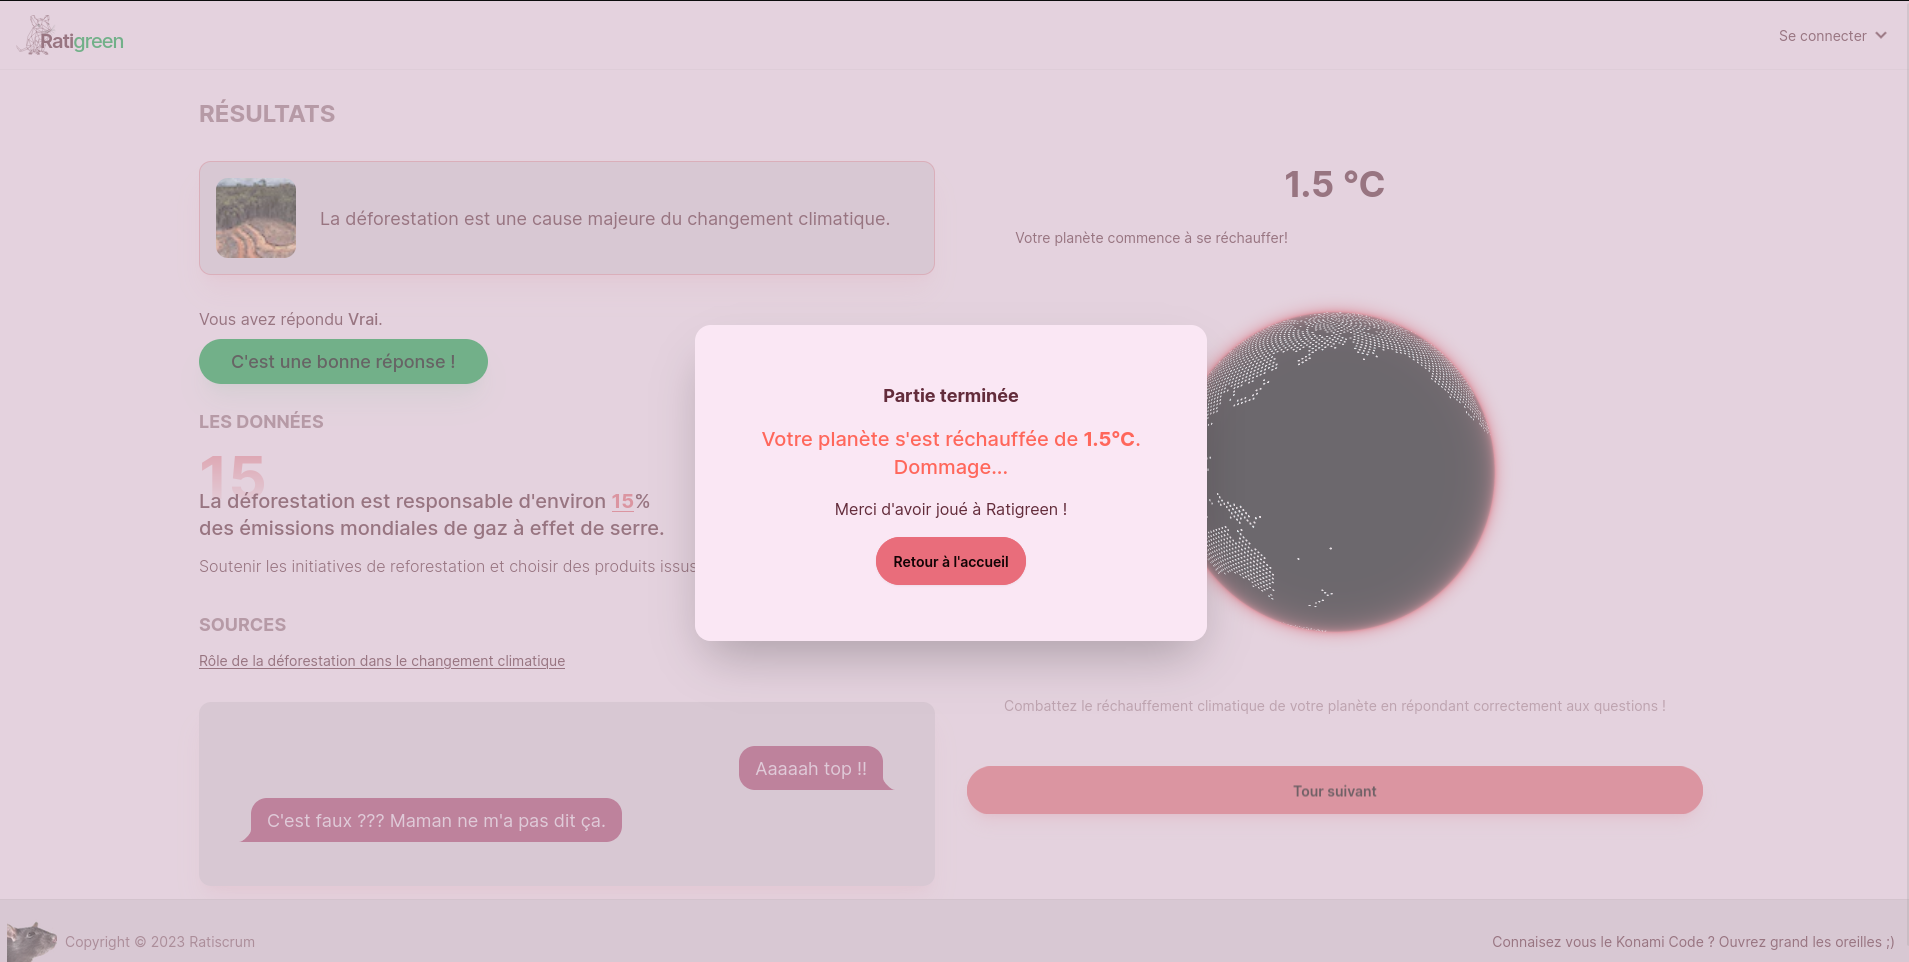 Ratigreen
Se connecter
RÉSULTATS
La déforestation est une cause majeure du changement climatique.
Vous avez répondu Vrai.
C'est une bonne réponse !
LES DONNÉES
15
La déforestation est responsable d'environ 15%
des émissions mondiales de gaz à effet de serre.
Soutenir les initiatives de reforestation et choisir des produits issus
SOURCES
Rôle de la déforestation dans le changement climatique
Aaaaah top !!
C'est faux ??? Maman ne m'a pas dit ça.
1.5 °C
Votre planète commence à se réchauffer!
Combattez le réchauffement climatique de votre planète en répondant correctement aux questions !
Tour suivant
Partie terminée
Votre planète s'est réchauffée de 1.5°C.
Dommage...
Merci d'avoir joué à Ratigreen !
Retour à l'accueil
Copyright © 2023 Ratiscrum
Connaisez vous le Konami Code ? Ouvrez grand les oreilles ;)